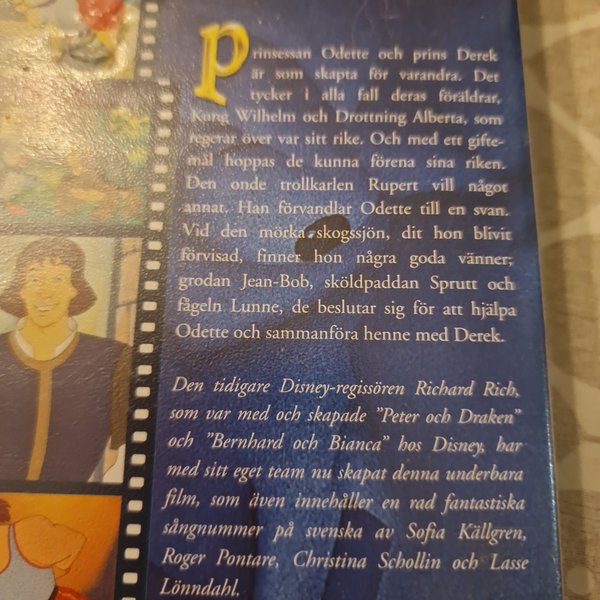 Prinsessan Odette och prins Derek
är som skapta för varandra. Det
tycker i alla fall deras föräldrar,
Kung Wilhelm och Drottning Alberta, som
regerar över var sitt rike. Och med ett gifte-
mål hoppas de kunna förena sina riken.
Den onde trollkarlen Rupert vill något
annat. Han förvandlar Odette till en svan.
Vid den mörka skogssjön, dit hon blivit
förvisad, finner hon några goda vänner;
grodan Jean-Bob, sköldpaddan Sprutt och
fågeln Lunne, de beslutar sig för att hjälpa
Odette och sammanföra henne med Derek.
Den tidigare Disney-regissören Richard Rich,
som var med och skapade ”Peter och Draken”
och ”Bernhard och Bianca” hos Disney, har
med sitt eget team nu skapat denna underbara
film, som även innehåller en rad fantastiska
sångnummer på svenska av Sofia Källgren,
Roger Pontare, Christina Schollin och Lasse
Lönndahl.